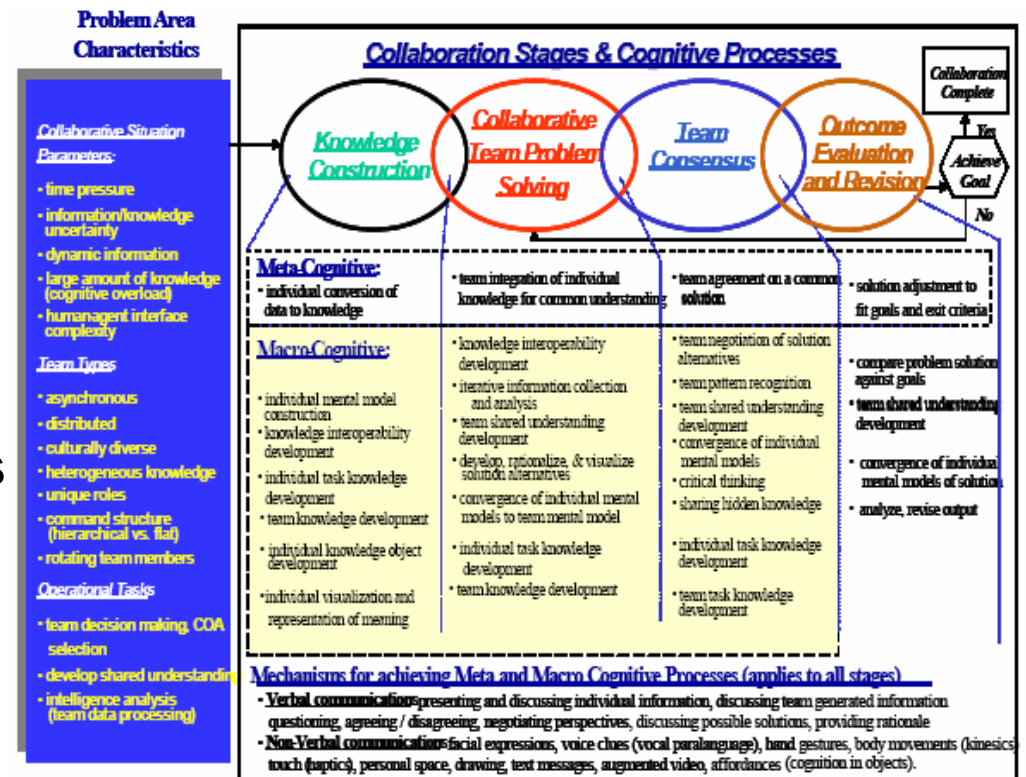 Problem Area
Characteristics
Collaborative Situation
Parameters:
• time pressure
• information/knowledge
uncertainty
• dynamic information
• large amount of knowledge
(cognitive overload)
• human-agent interface
complexity
Team Types
• asynchronous
• distributed
• culturally diverse
• heterogeneous knowledge
• unique roles
• command structure
(hierarchical vs. flat)
• rotating team members
Operational Tasks
• team decision making, COA
selection
• develop shared understanding
• intelligence analysis
(team data processing)
s
Collaboration Stages & Cognitive Processes
Knowledge
Construction
Collaborative
Team Problem
Solving
Team
Consensus
Outcome
Evaluation
and Revision
Collaboration
Complete
Yes
Achieve
Goal
No
Meta-Cognitive:
• individual conversion of
data to knowledge
• team integration of individual
knowledge for common understanding
• team agreement on a common
solution
• solution adjustment to
fit goals and exit criteria
Macro-Cognitive:
• individual mental model
construction
• knowledge interoperability
development
• individual task knowledge
development
• team knowledge development
• individual knowledge object
development
• individual visualization and
representation of meaning
• knowledge interoperability
development
• iterative information collection
and analysis
• team shared understanding
development
• develop, rationalize, & visualize
solution alternatives
• convergence of individual mental
models to team mental model
• individual task knowledge
development
• team knowledge development
• team negotiation of solution
alternatives
• team pattern recognition
• team shared understanding
development
• convergence of individual
mental models
• critical thinking
• sharing hidden knowledge
• individual task knowledge
development
• team task knowledge
development
• compare problem solution
against goals
• team shared understanding
development
• convergence of individual
mental models of solution
• analyze, revise output
Mechanisms for achieving Meta and Macro Cognitive Processes (applies to all stages)
• Verbal communications presenting and discussing individual information, discussing team generated information
questioning, agreeing / disagreeing, negotiating perspectives, discussing possible solutions, providing rationale
• Non-Verbal communications facial expressions, voice clues (vocal paralanguage), hand gestures, body movements (kinesics)
touch (haptics), personal space, drawing, text messages, augmented video, affordances (cognition in objects).